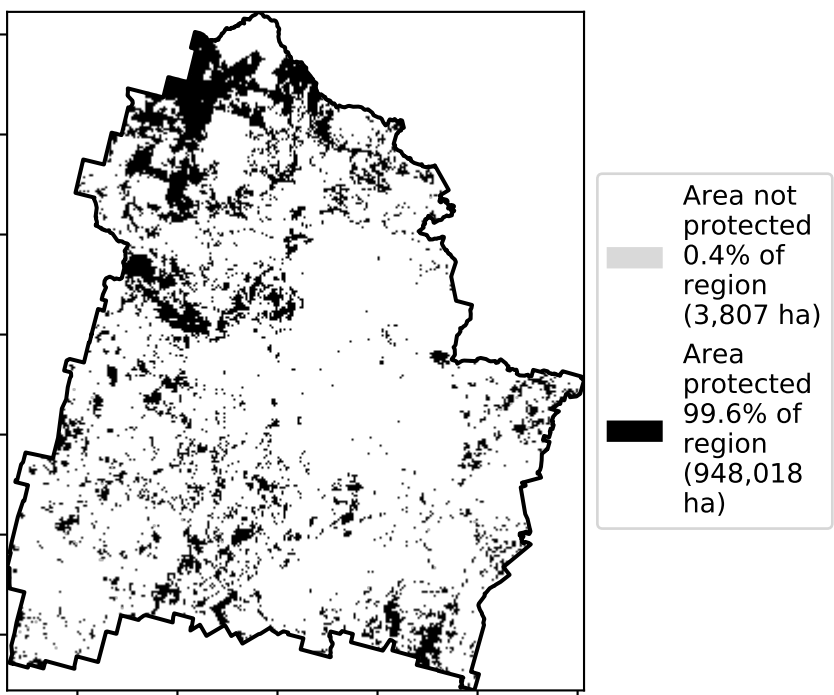 Area not
protected
0.4% of
region
(3,807 ha)
Area
protected
99.6% of
region
(948,018
ha)